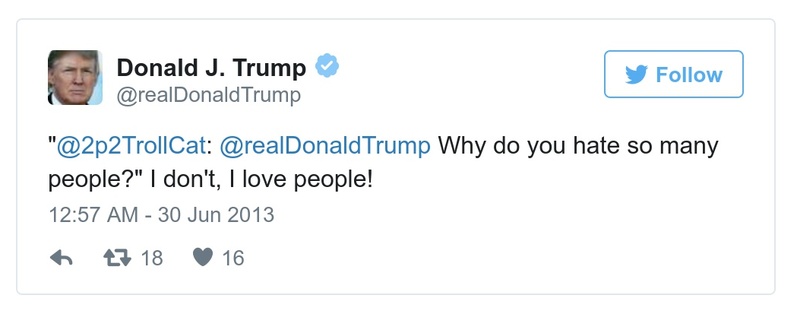 Donald J. Trump
@realDonaldTrump
Follow
"@2p2TrollCat: @realDonaldTrump Why do you hate so many
people?" I don't, I love people!
12:57 AM - 30 Jun 2013
18 16